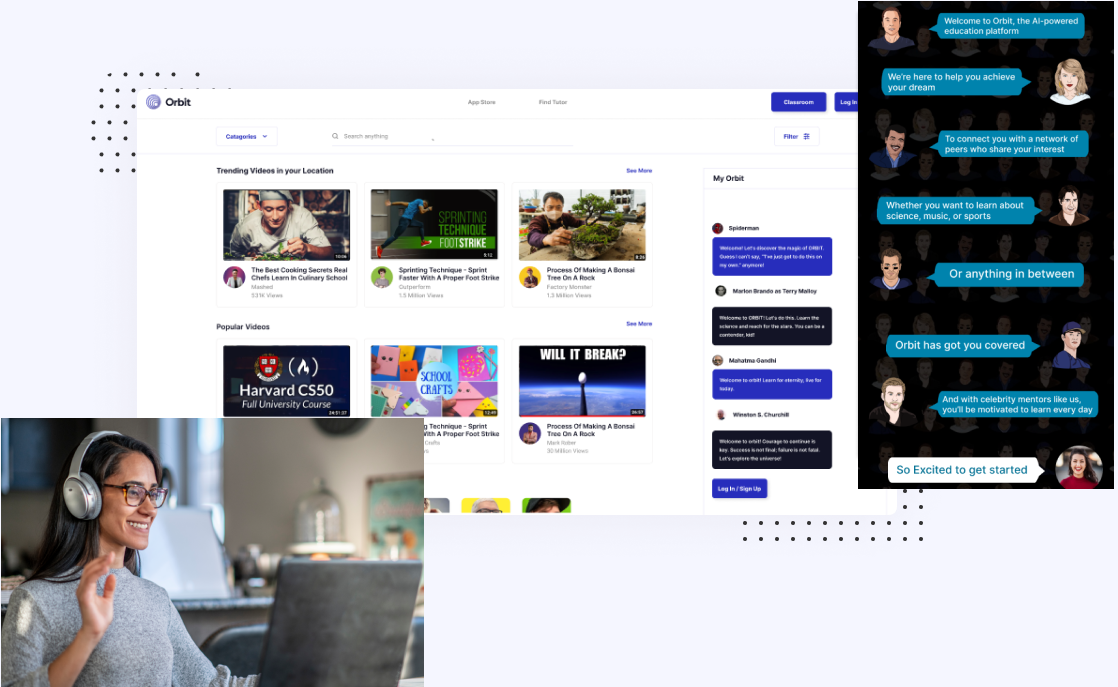 Orbit
App Store
Find Tutor
Classroom
Log In
Catagories
Search anything
Filter
Trending Videos in your Location
See More
10:06
The Best Cooking Secrets Real
Chefs Learn In Culinary School
Mashed
531K Views
SPRINTING
TECHNIQUE
FOOTSTRIKE
5:12
Sprinting Technique - Sprint
Faster With A Proper Foot Strike
Outperform
1.5 Million Views
8:26
Process Of Making A Bonsai
Tree On A Rock
Factory Monster
1.3 Million Views
Popular Videos
See More
Harvard CS50
Full University Course
24:51:37
SCHOOL
CRAFTS
12:49
g Technique - Sprint
With A Proper Foot Strike
Crafts
ws
WILL IT BREAK?
26:57
Process Of Making A Bonsai
Tree On A Rock
Mark Rober
30 Million Views
My Orbit
Spiderman
Welcome! Let's discover the magic of ORBIT.
Guess I can't say, "I've just got to do this on
my own." anymore!
Marlon Brando as Terry Malloy
Welcome to ORBIT! Let's do this. Learn the
science and reach for the stars. You can be a
contender, kid!
Mahatma Gandhi
Welcome to orbit! Learn for eternity, live for
today.
Winston S. Churchill
Welcome to orbit! Courage to continue is
key. Success is not final; failure is not fatal.
Let's explore the universe!
Log In / Sign Up
Welcome to Orbit, the AI-powered
education platform
We're here to help you achieve
your dream
To connect you with a network of
peers who share your interest
Whether you want to learn about
science, music, or sports
Or anything in between
Orbit has got you covered
And with celebrity mentors like us,
you'll be motivated to learn every day
So Excited to get started